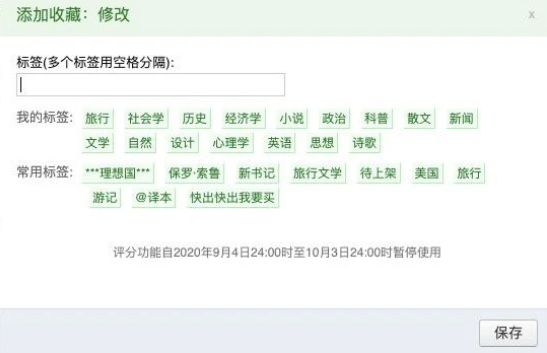 添加收藏：修改
x
标签(多个标签用空格分隔):
我的标签: 旅行 社会学 历史 经济学 小说 政治 科普 散文 新闻
文学 自然 设计 心理学 英语 思想 诗歌
常用标签: ***理想国*** 保罗·索鲁 新书记 旅行文学 待上架 美国 旅行
游记 @译本 快出快出我要买
评分功能自2020年9月4日24:00时至10月3日24:00时暂停使用
保存